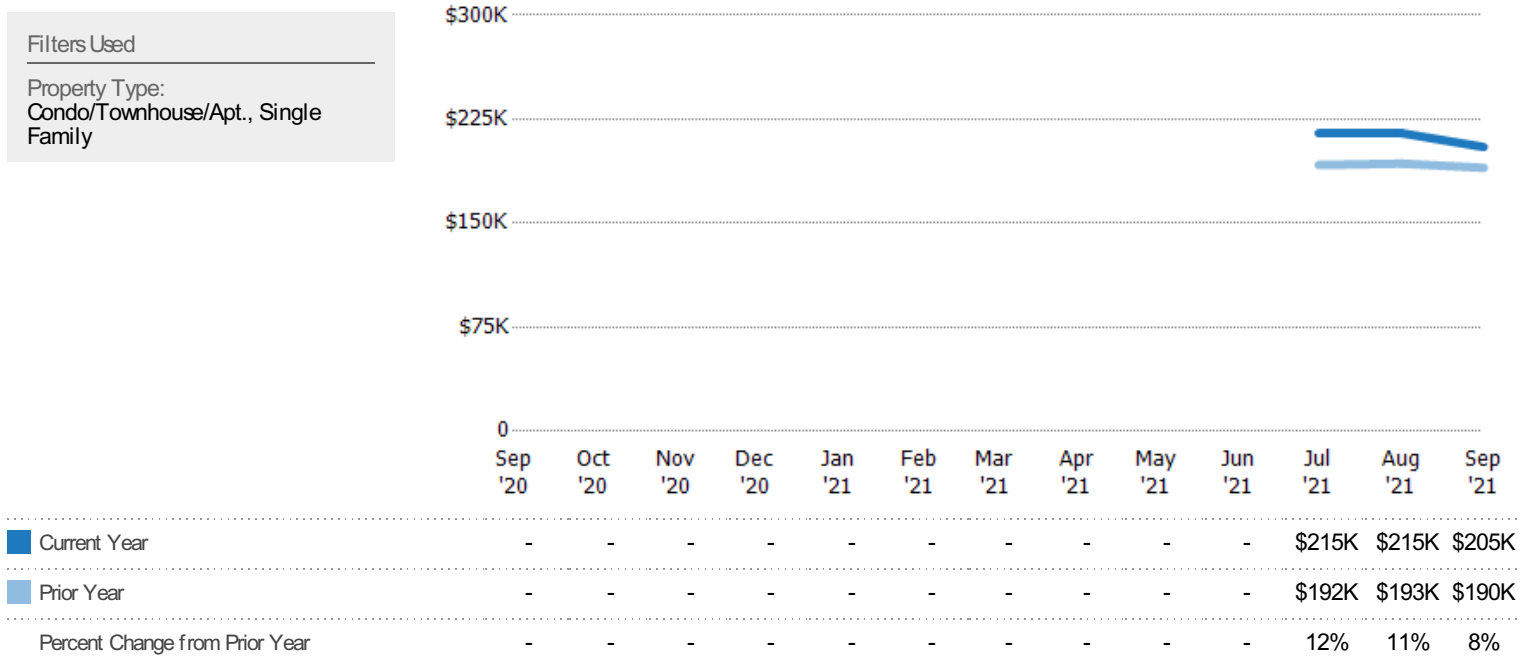 Filters Used
Property Type:
Condo/Townhouse/Apt., Single
Family
$300K
$225K
$150K
$75K
0
Sep Oct Nov Dec Jan Feb Mar Apr May Jun Jul Aug Sep
'20 '20 '20 '20 '21 '21 '21 '21 '21 '21 '21 '21 '21
Current Year - - - - - - - - - - $215K $215K $205K
Prior Year - - - - - - - - - - $192K $193K $190K
Percent Change from Prior Year - - - - - - - - - - 12% 11% 8%